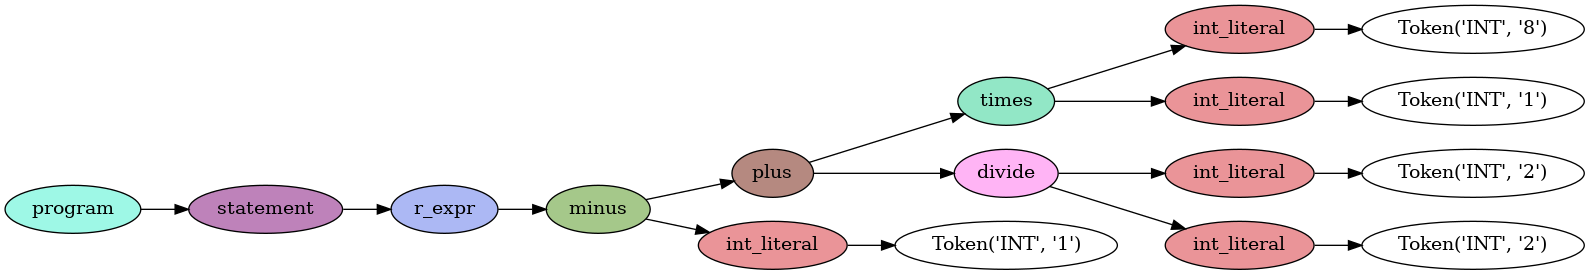 int_literal Token('INT', '8')
times int_literal Token('INT', '1')
plus divide int_literal Token('INT', '2')
program statement r_expr minus
int_literal Token('INT', '1') int_literal Token('INT', '2')